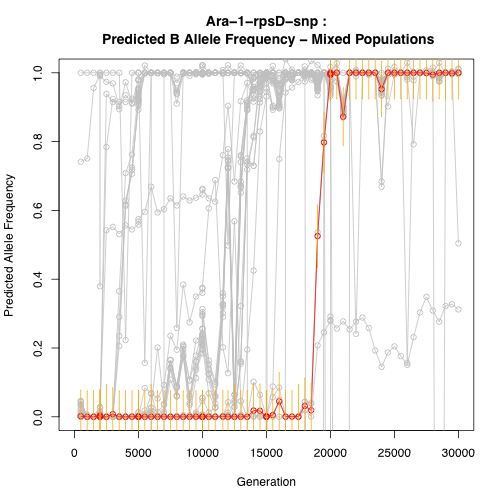 Ara−1−rpsD−snp :
Predicted B Allele Frequency − Mixed Populations
Predicted Allele Frequency
1.0
0.8
0.6
0.4
0.2
0.0
0 5000 10000 15000 20000 25000 30000
Generation